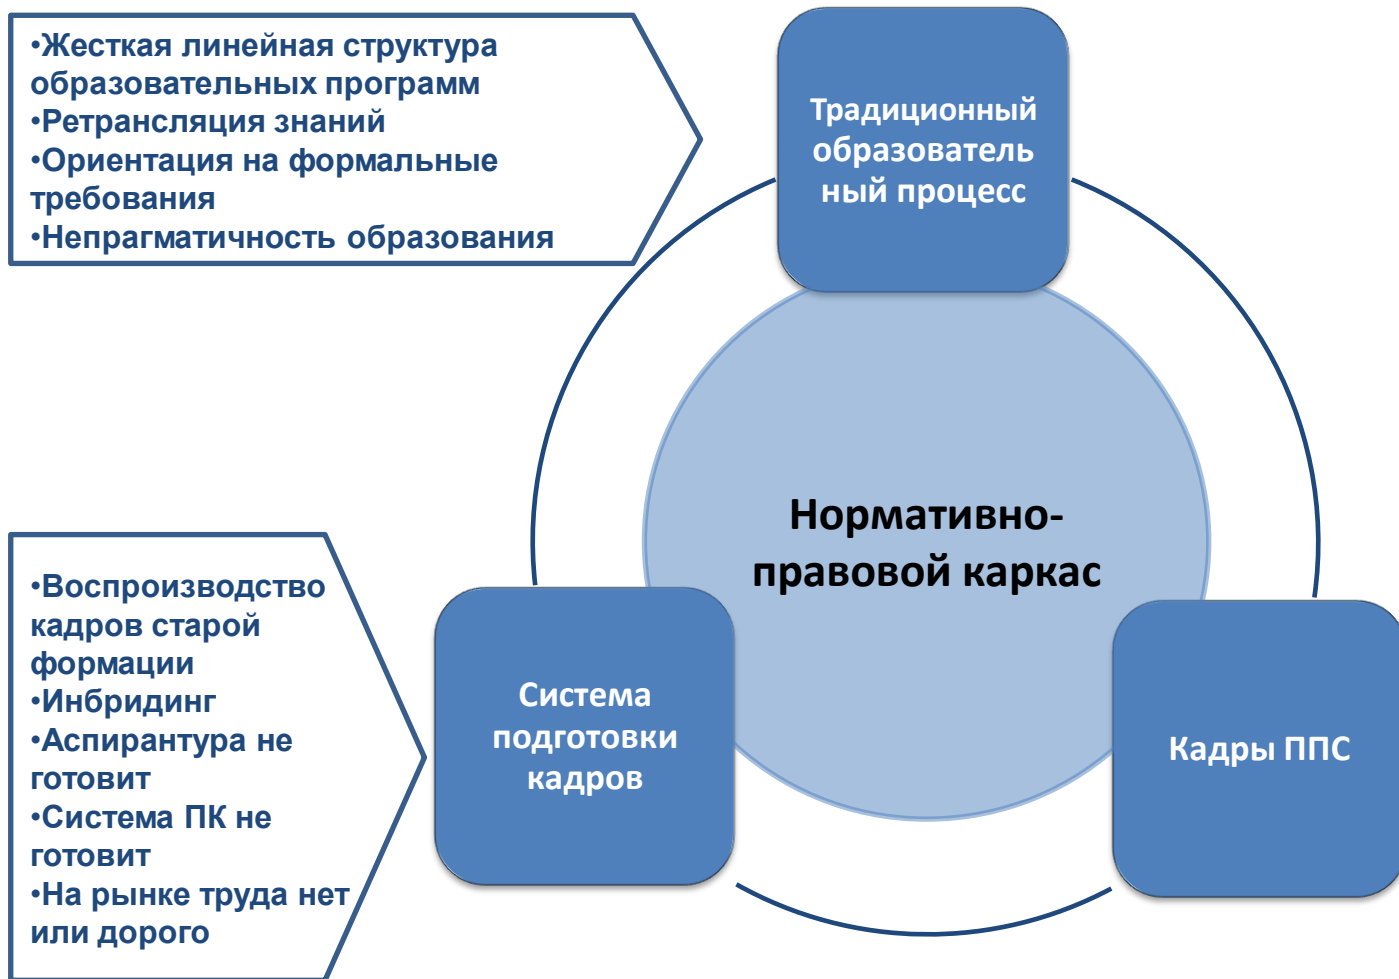 •Жесткая линейная структура
образовательных программ
•Ретрансляция знаний
•Ориентация на формальные
требования
•Непрагматичность образования
Традиционный
образователь
ный процесс
Нормативно-
правовой каркас
•Воспроизводство
кадров старой
формации
•Инбридинг
•Аспирантура не
готовит
•Система ПК не
готовит
•На рынке труда нет
или дорого
Система
подготовки
кадров
Кадры ППС